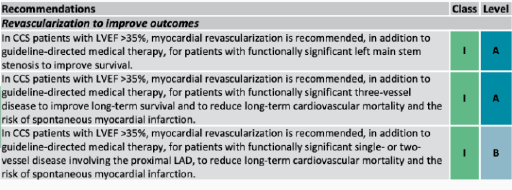 Recommendations Class Level
Revascularization to improve outcomes
In CCS patients with LVEF >35%, myocardial revascularization is recommended, in addition to
guideline-directed medical therapy, for patients with functionally significant left main stem
stenosis to improve survival.
I A
In CCS patients with LVEF >35%, myocardial revascularization is recommended, in addition to
guideline-directed medical therapy, for patients with functionally significant three-vessel
disease to improve long-term survival and to reduce long-term cardiovascular mortality and the
risk of spontaneous myocardial infarction.
I A
In CCS patients with LVEF >35%, myocardial revascularization is recommended, in addition to
guideline-directed medical therapy, for patients with functionally significant single- or two-
vessel disease involving the proximal LAD, to reduce long-term cardiovascular mortality and the
risk of spontaneous myocardial infarction.
I B